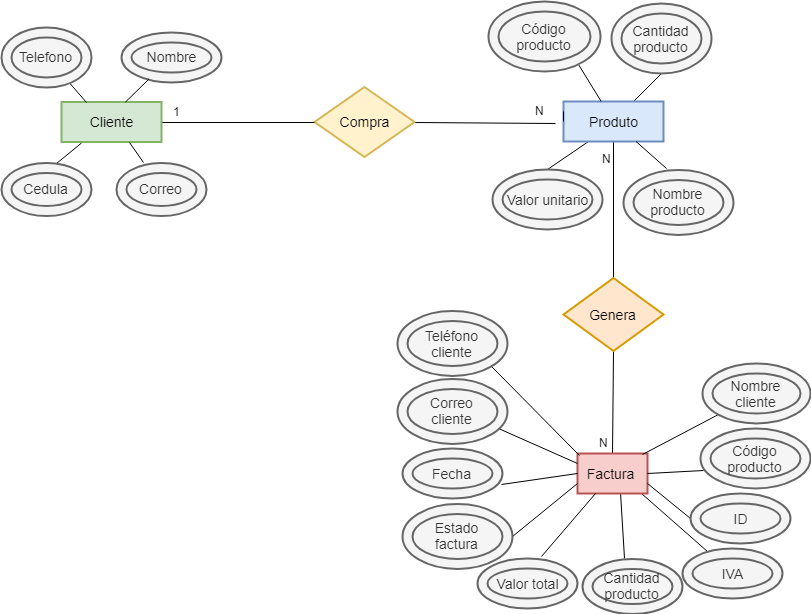 Código
producto
Cantidad
producto
Telefono
Nombre
1
N
Cliente
Compra
Produto
N
Cedula
Correo
Valor unitario
Nombre
producto
Genera
Teléfono
cliente
Nombre
cliente
Correo
cliente
N
Código
producto
Fecha
Factura
ID
Estado
factura
IVA
Valor total
Cantidad
producto